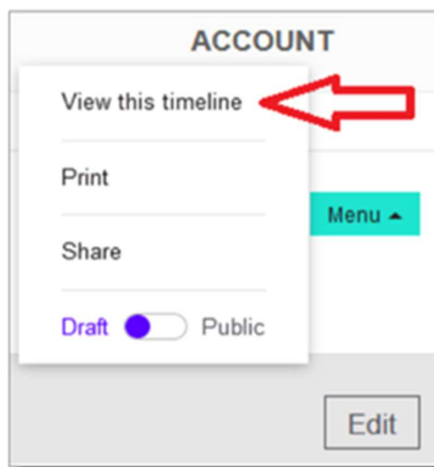 ACCOUNT
View this timeline
Print
Menu
Share
Draft Public
Edit